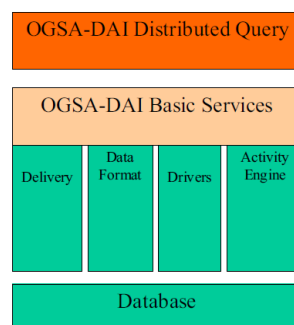 OGSA-DAI Distributed Query
OGSA-DAI Basic Services
Delivery
Data
Format
Drivers
Activity
Engine
Database